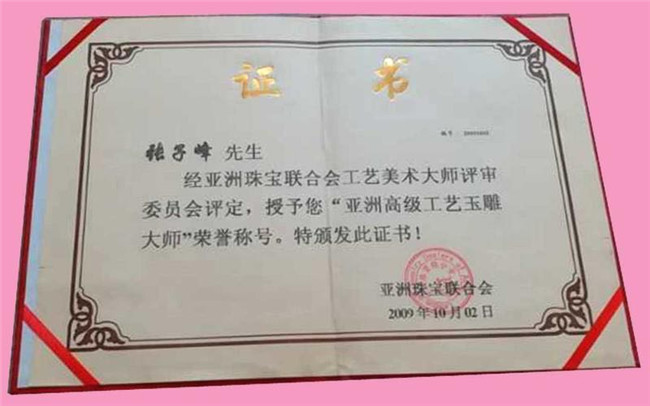 证 书
编号：
张子峰 先生
经亚洲珠宝联合会工艺美术大师评审
委员会评定，授予您“亚洲高级工艺玉雕
大师”荣誉称号。特颁发此证书！
亚洲珠宝联合会
2009年10月02日